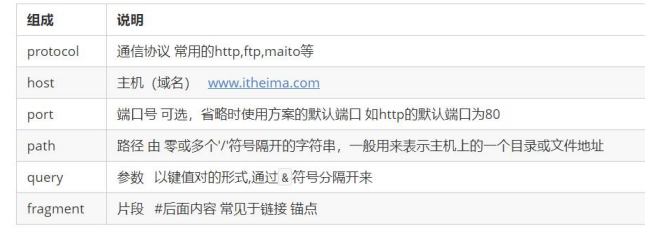 组成 说明
protocol 通信协议 常用的http,ftp,maito等
host 主机（域名） www.itheima.com
port 端口号 可选，省略时使用方案的默认端口 如http的默认端口为80
path 路径 由 零或多个'/'符号隔开的字符串，一般用来表示主机上的一个目录或文件地址
query 参数 以键值对的形式,通过 & 符号分隔开来
fragment 片段 #后面内容 常见于链接 锚点